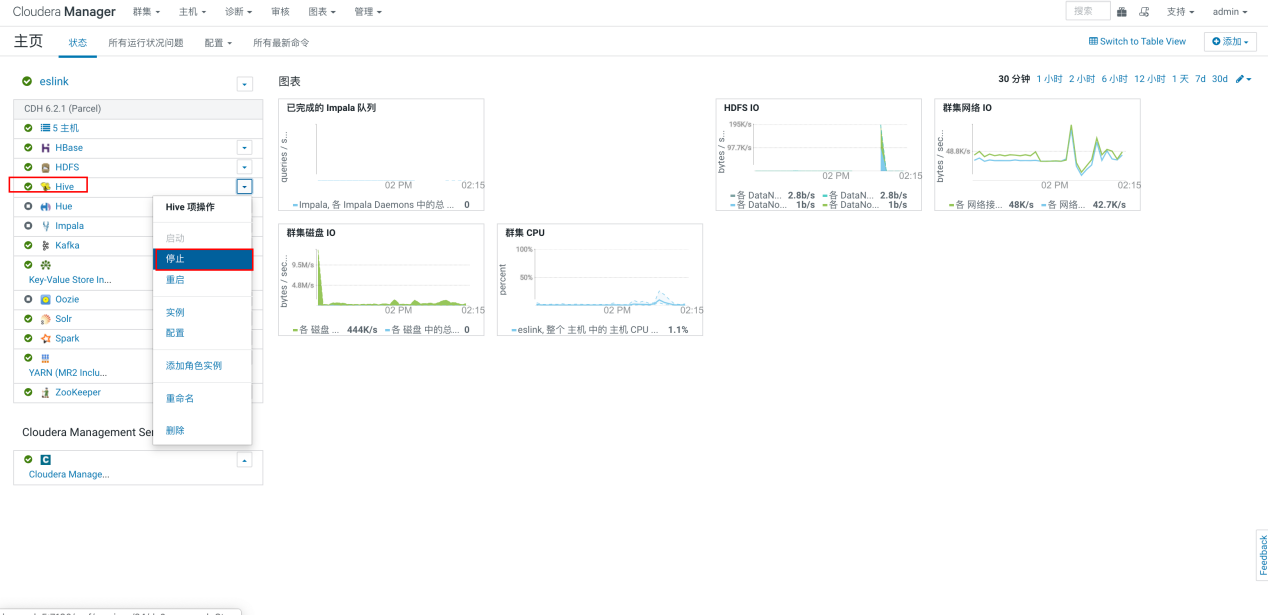 Cloudera Manager 群集 主机 诊断 审核 图表 管理 搜索 支持 admin
主页 状态 所有运行状况问题 配置 所有最新命令 Switch to Table View 添加
eslink
CDH 6.2.1 (Parcel)
5 主机
HBase
HDFS
Hive
Hue
Impala
Kafka
Key-Value Store In...
Oozie
Solr
Spark
YARN (MR2 Inclu...
ZooKeeper
Cloudera Management Ser
Cloudera Manage...
Hive 项操作
启动
停止
重启
实例
配置
添加角色实例
重命名
删除
图表
30 分钟 1 小时 2 小时 6 小时 12 小时 1 天 7d 30d
已完成的 Impala 队列
queries / s...
02 PM 02:15
Impala, 各 Impala Daemons 中的总 ... 0
HDFS IO
bytes / s...
195K/s
97.7K/s
02 PM 02:15
各 DataN... 2.8b/s 各 DataN... 2.8b/s
各 DataNo... 1b/s 各 DataNo... 1b/s
群集网络 IO
bytes / sec...
48.8K/s
02 PM 02:15
各 网络接... 48K/s 各 网络... 42.7K/s
群集磁盘 IO
bytes / sec...
9.5M/s
4.8M/s
02 PM 02:15
各 磁盘 ... 444K/s 各 磁盘 中的总... 0
群集 CPU
percent
100%
50%
02 PM 02:15
eslink, 整个 主机 中的 主机 CPU ... 1.1%
Feedback